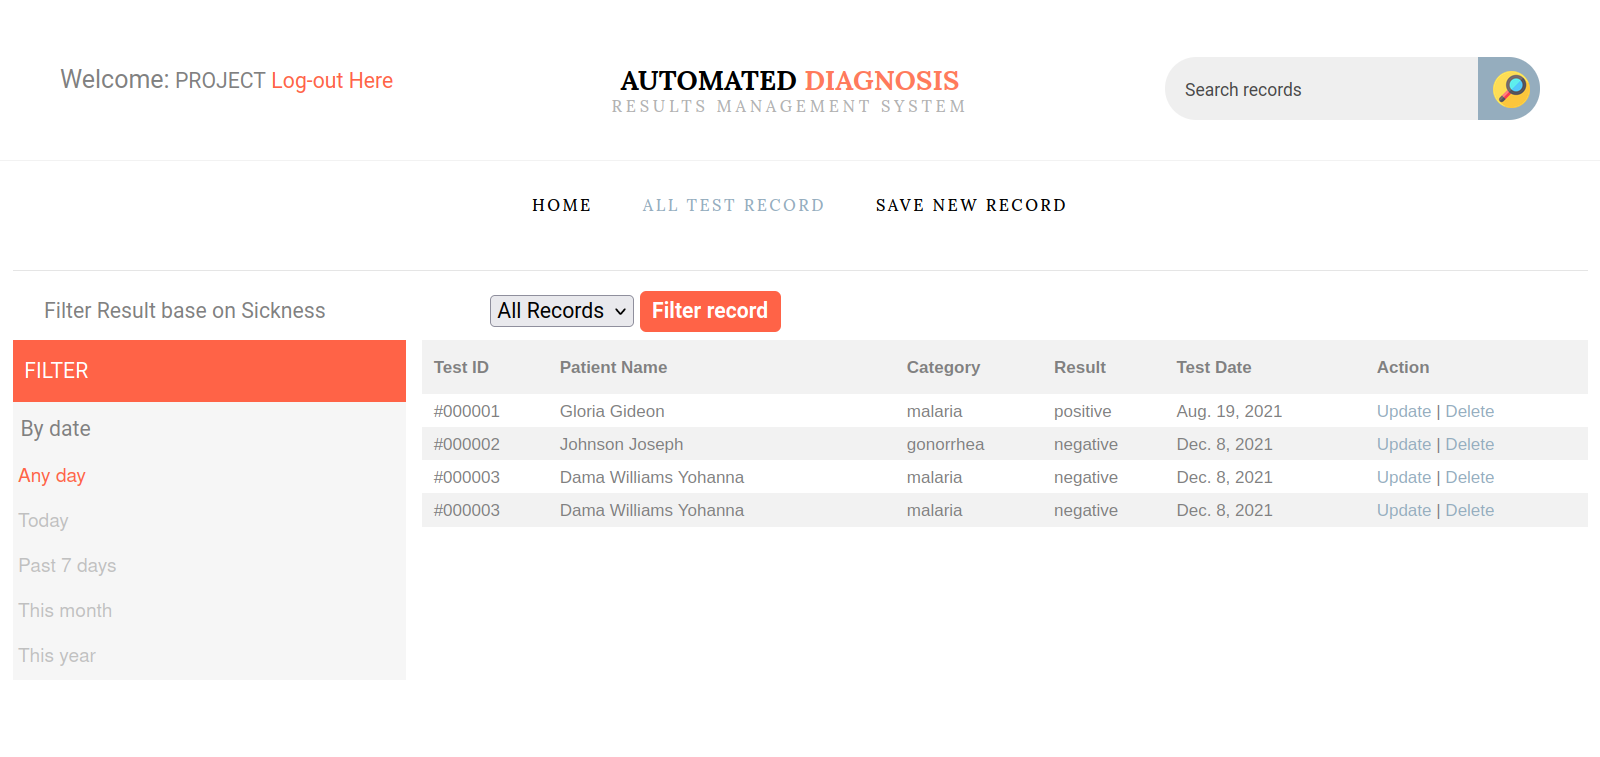 Welcome: PROJECT Log-out Here
AUTOMATED DIAGNOSIS
RESULTS MANAGEMENT SYSTEM
Search records
HOME ALL TEST RECORD SAVE NEW RECORD
Filter Result base on Sickness All Records Filter record
FILTER
By date
Any day
Today
Past 7 days
This month
This year
Test ID Patient Name Category Result Test Date Action
#000001 Gloria Gideon malaria positive Aug. 19, 2021 Update | Delete
#000002 Johnson Joseph gonorrhea negative Dec. 8, 2021 Update | Delete
#000003 Dama Williams Yohanna malaria negative Dec. 8, 2021 Update | Delete
#000003 Dama Williams Yohanna malaria negative Dec. 8, 2021 Update | Delete